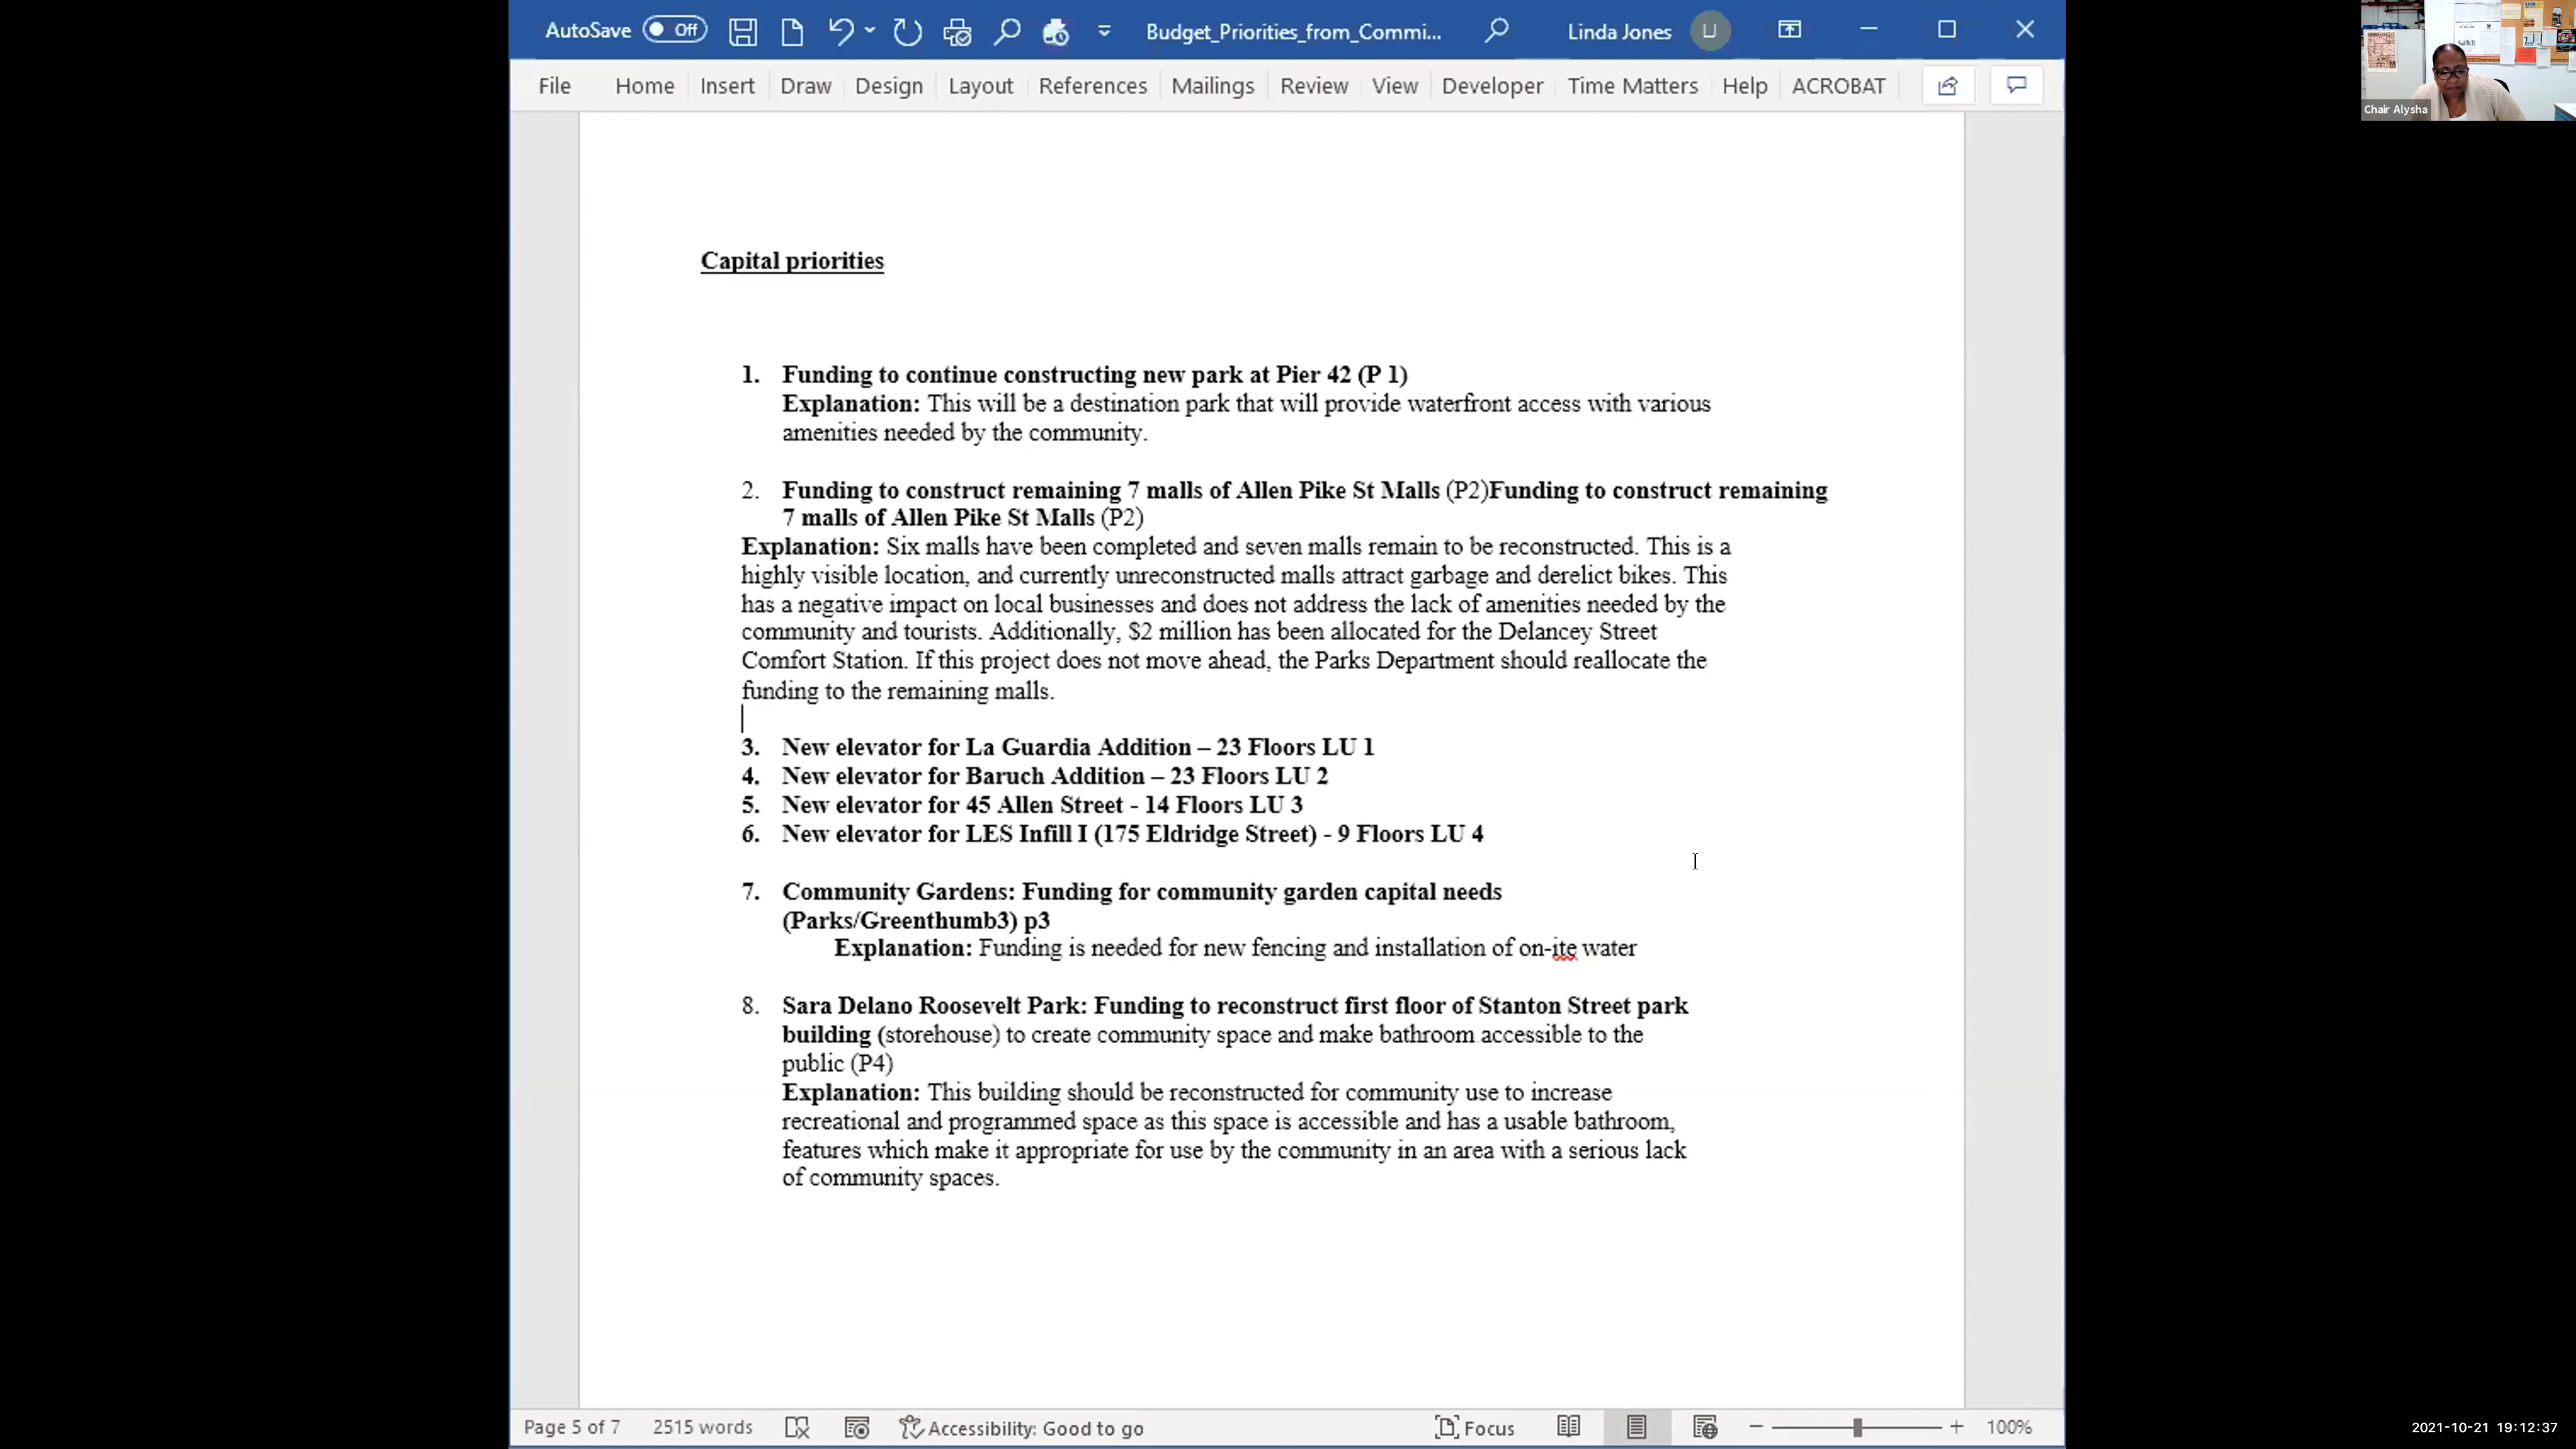 AutoSave Off Budget_Priorities_from_Commi... Linda Jones LJ
File Home Insert Draw Design Layout References Mailings Review View Developer Time Matters Help ACROBAT
Chair Alysha
Capital priorities
1. Funding to continue constructing new park at Pier 42 (P 1)
Explanation: This will be a destination park that will provide waterfront access with various
amenities needed by the community.
2. Funding to construct remaining 7 malls of Allen Pike St Malls (P2)Funding to construct remaining
7 malls of Allen Pike St Malls (P2)
Explanation: Six malls have been completed and seven malls remain to be reconstructed. This is a
highly visible location, and currently unreconstructed malls attract garbage and derelict bikes. This
has a negative impact on local businesses and does not address the lack of amenities needed by the
community and tourists. Additionally, $2 million has been allocated for the Delancey Street
Comfort Station. If this project does not move ahead, the Parks Department should reallocate the
funding to the remaining malls.
3. New elevator for La Guardia Addition – 23 Floors LU 1
4. New elevator for Baruch Addition – 23 Floors LU 2
5. New elevator for 45 Allen Street - 14 Floors LU 3
6. New elevator for LES Infill I (175 Eldridge Street) - 9 Floors LU 4
7. Community Gardens: Funding for community garden capital needs
(Parks/Greenthumb3) p3
Explanation: Funding is needed for new fencing and installation of on-ite water
8. Sara Delano Roosevelt Park: Funding to reconstruct first floor of Stanton Street park
building (storehouse) to create community space and make bathroom accessible to the
public (P4)
Explanation: This building should be reconstructed for community use to increase
recreational and programmed space as this space is accessible and has a usable bathroom,
features which make it appropriate for use by the community in an area with a serious lack
of community spaces.
Page 5 of 7 2515 words Accessibility: Good to go Focus 100%
2021-10-21 19:12:37